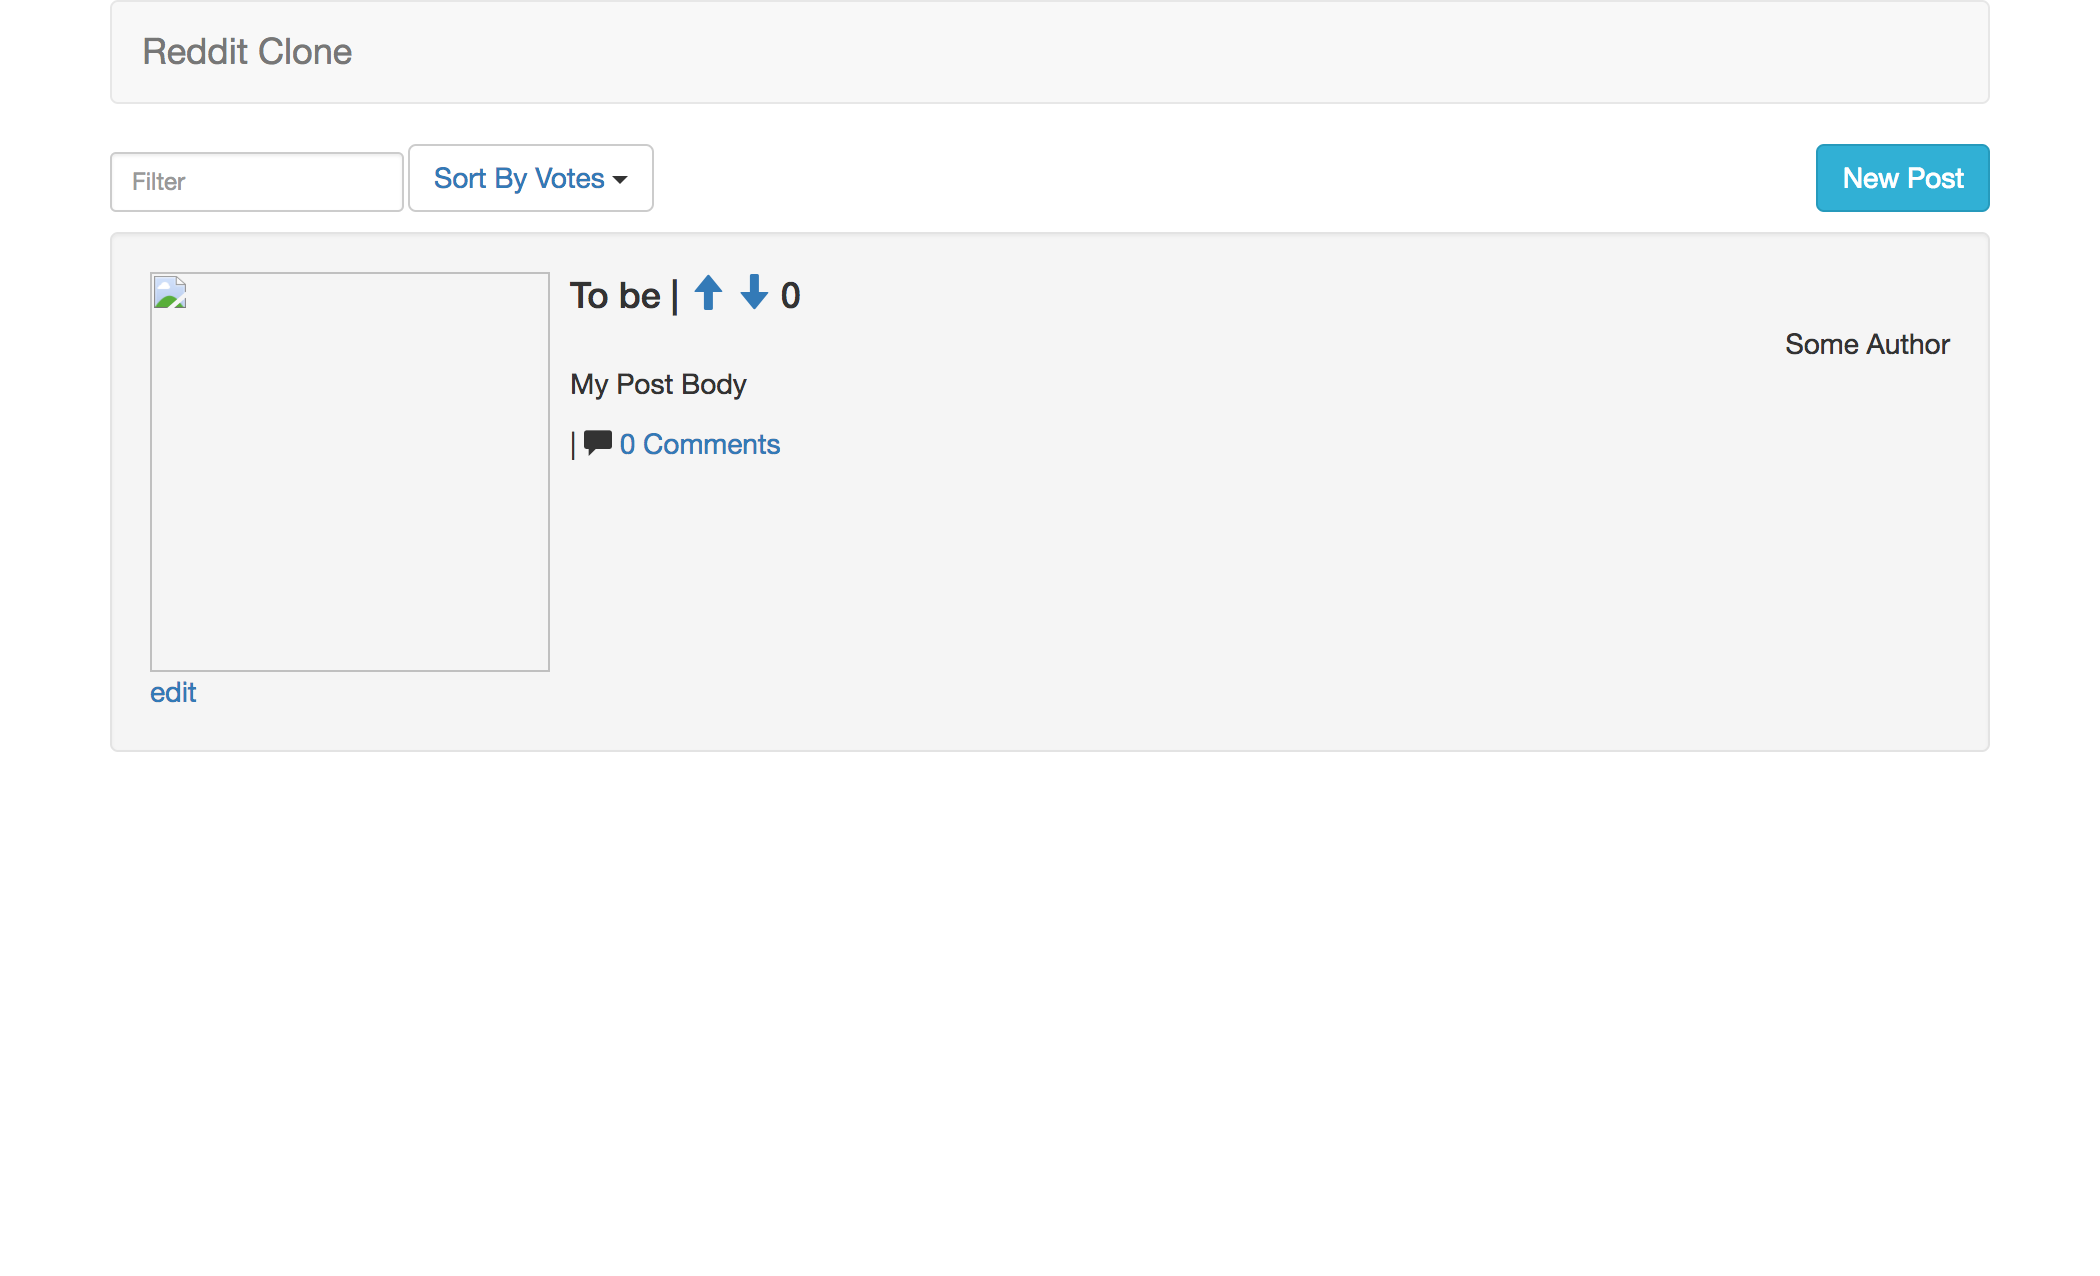 Reddit Clone
Filter
Sort By Votes
New Post
To be | 0
Some Author
My Post Body
| 0 Comments
edit